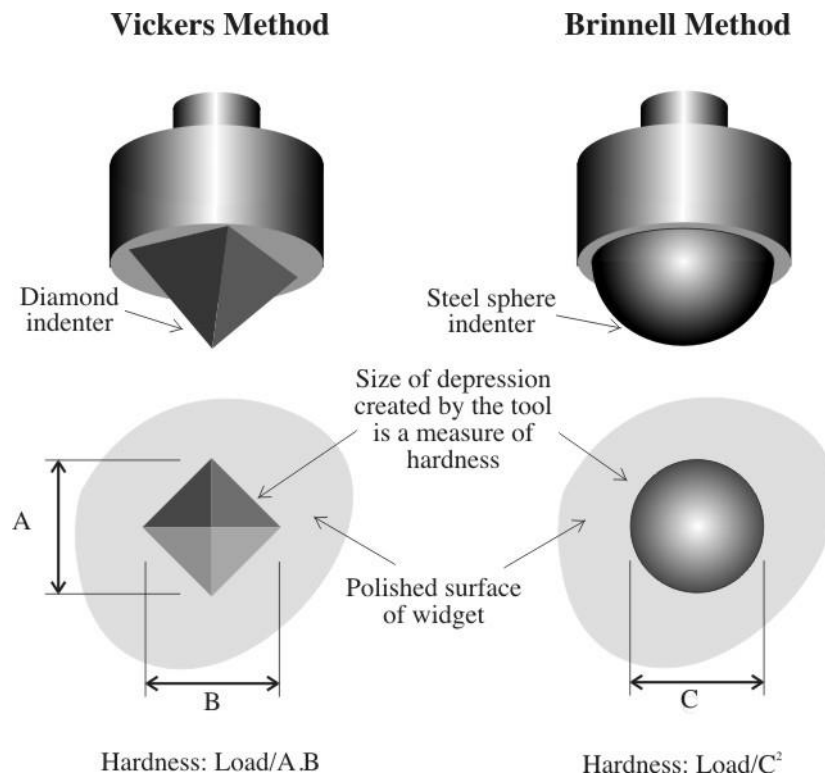 Vickers Method
Brinnell Method
Diamond
indenter
Steel sphere
indenter
Size of depression
created by the tool
is a measure of
hardness
A
Polished surface
of widget
B
C
Hardness: Load/A.B
Hardness: Load/C²